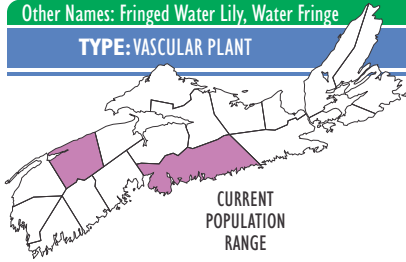 Other Names: Fringed Water Lily, Water Fringe
TYPE: VASCULAR PLANT
CURRENT
POPULATION
RANGE